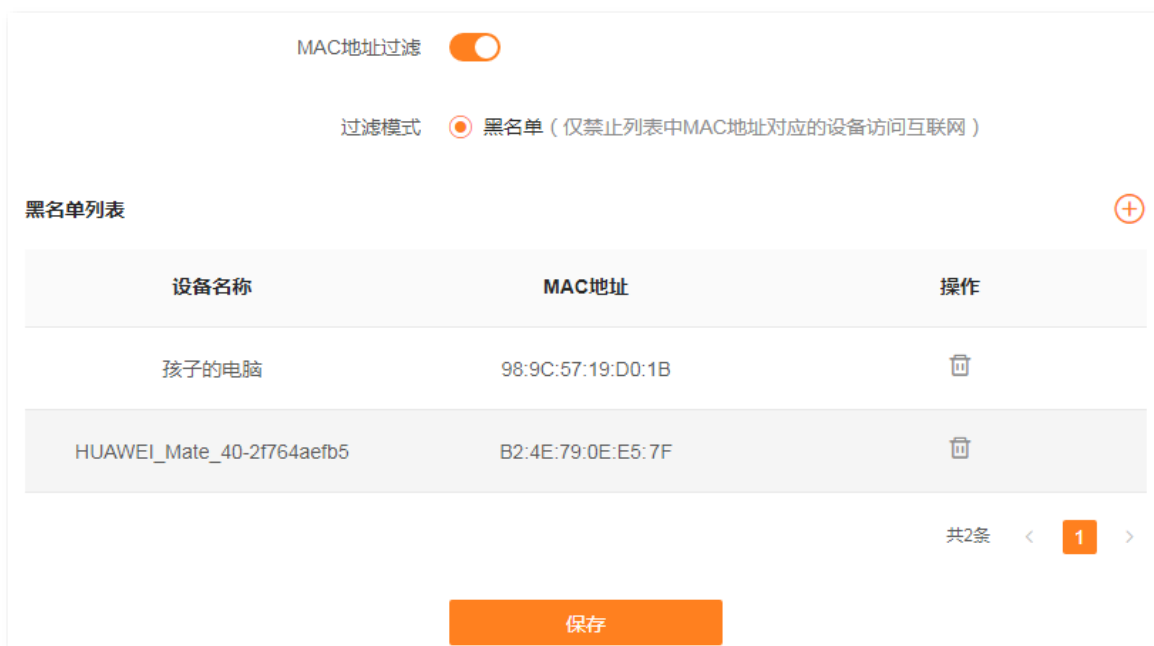 MAC地址过滤
过滤模式 黑名单（仅禁止列表中MAC地址对应的设备访问互联网）
黑名单列表
设备名称 MAC地址 操作
孩子的电脑 98:9C:57:19:D0:1B
HUAWEI_Mate_40-2f764aefb5 B2:4E:79:0E:E5:7F
共2条 < 1 >
保存